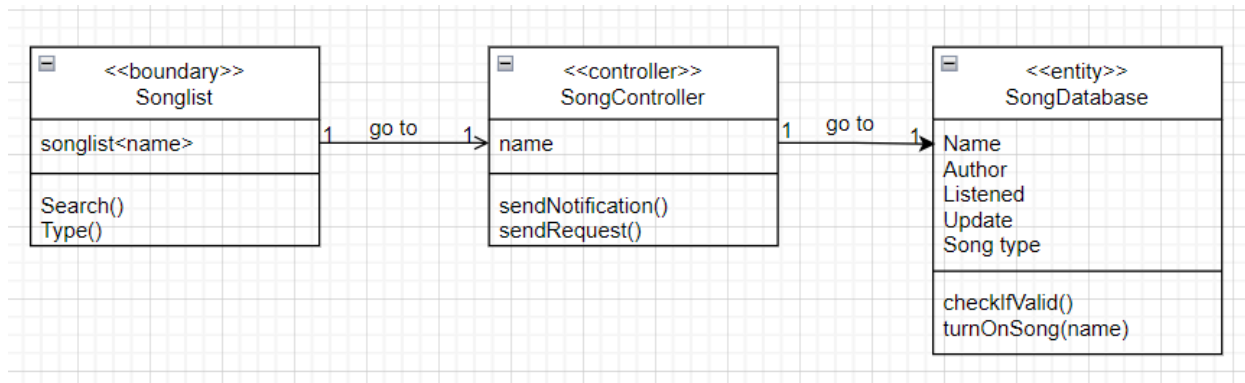 <<boundary>>
Songlist
songlist<name>
Search()
Type()
1 go to 1
<<controller>>
SongController
name
sendNotification()
sendRequest()
1 go to 1
<<entity>>
SongDatabase
Name
Author
Listened
Update
Song type
checkIfValid()
turnOnSong(name)